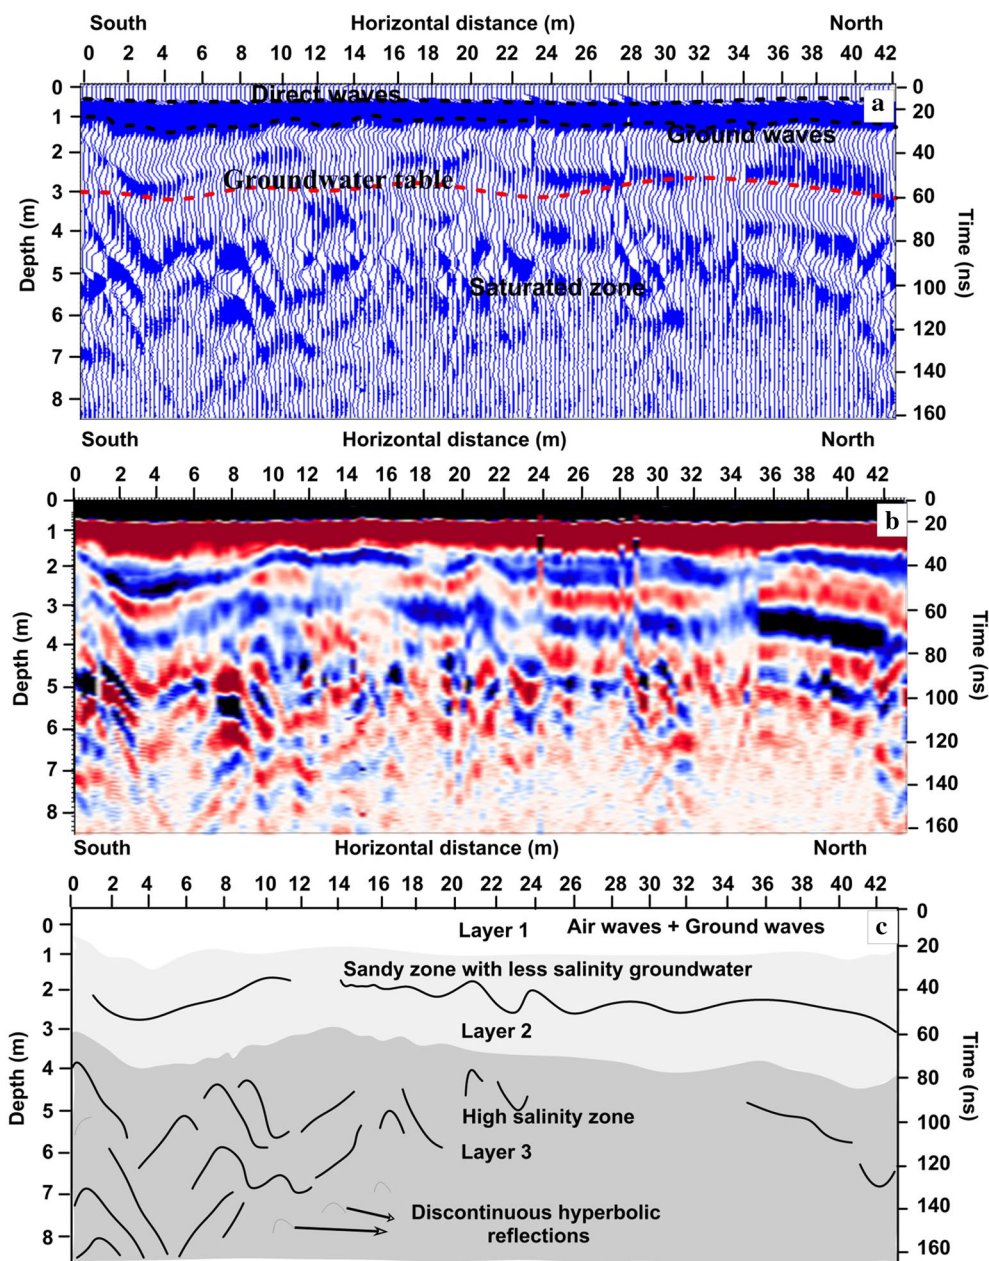 South Horizontal distance (m) North
0 2 4 6 8 10 12 14 16 18 20 22 24 26 28 30 32 34 36 38 40 42
0 Direct waves a 0
1 Ground waves 20
2 40
3 Groundwater table 60
4 80
5 Saturated zone 100
6 120
7 140
8 160
Depth (m)
Time (ns)
South Horizontal distance (m) North
0 2 4 6 8 10 12 14 16 18 20 22 24 26 28 30 32 34 36 38 40 42
b
0 0
1 20
2 40
3 60
4 80
5 100
6 120
7 140
8 160
Depth (m)
Time (ns)
South Horizontal distance (m) North
0 2 4 6 8 10 12 14 16 18 20 22 24 26 28 30 32 34 36 38 40 42
0 Layer 1 Air waves + Ground waves c 0
1 20
Sandy zone with less salinity groundwater
2 40
3 Layer 2 60
4 80
5 High salinity zone 100
6 Layer 3 120
7 140
Discontinuous hyperbolic
reflections
8 160
Depth (m)
Time (ns)